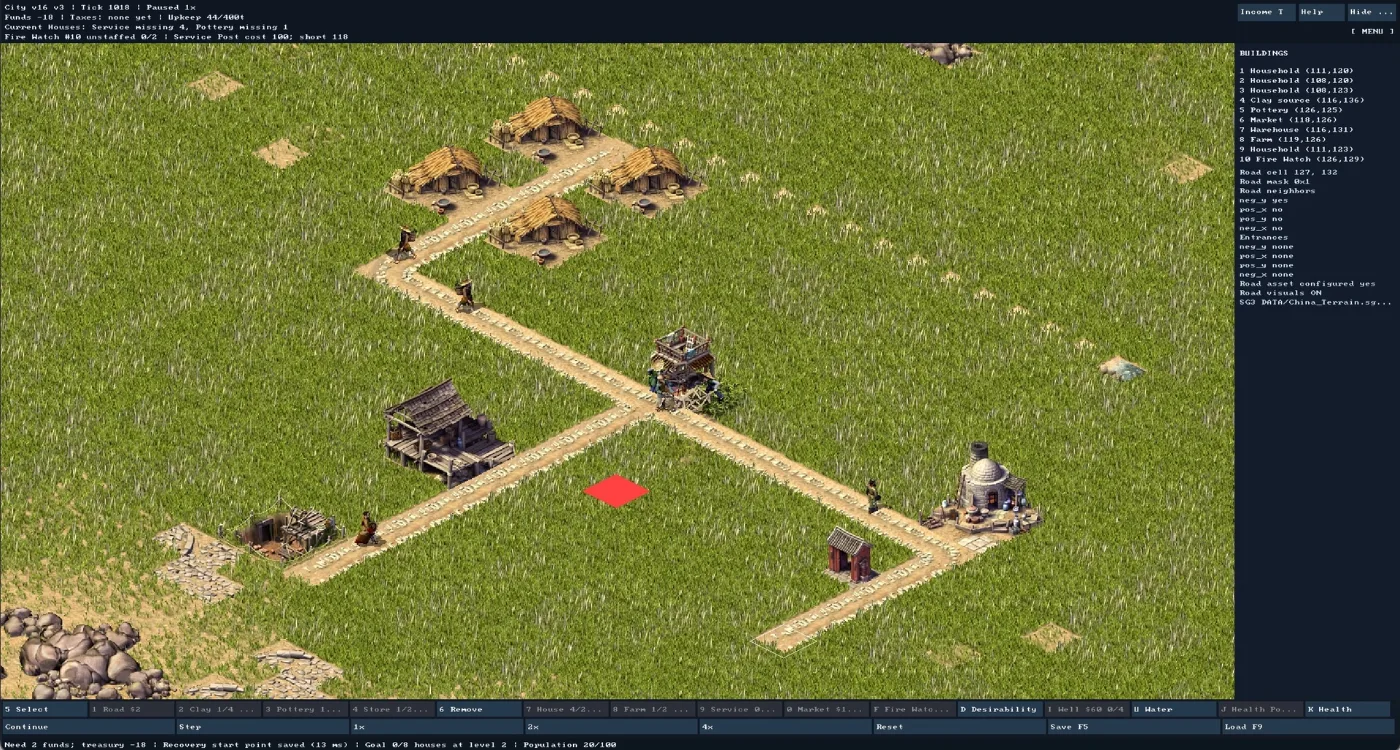 City v16 v3 | Tick 1018 | Paused 1x
Funds -18 | Taxes: none yet | Upkeep 44/400t
Current Houses: Service missing 4, Pottery missing 1
Fire Watch #10 unstaffed 0/2 | Service Post cost 100; short 118
Income T
Help
Hide ...
[ MENU ]
BUILDINGS
1 Household (111,120)
2 Household (108,120)
3 Household (108,123)
4 Clay source (116,136)
5 Pottery (126,125)
6 Market (118,126)
7 Warehouse (116,131)
8 Farm (119,126)
9 Household (111,123)
10 Fire Watch (126,129)
Road cell 127, 132
Road mask 0x1
Road neighbors
neg_y yes
pos_x no
pos_y no
neg_x no
Entrances
neg_y none
pos_x none
pos_y none
neg_x none
Road asset configured yes
Road visuals ON
SG3 DATA/China_Terrain.sg...
5 Select
1 Road $2
2 Clay 1/4 ...
3 Pottery 1...
4 Store 1/2...
6 Remove
7 House 4/2...
8 Farm 1/2 ...
9 Service 0...
0 Market $1...
F Fire Watc...
D Desirability
I Well $60 0/4
U Water
J Health Po...
K Health
Continue
Step
1x
2x
4x
Reset
Save F5
Load F9
Need 2 funds; treasury -18 | Recovery start point saved (13 ms) | Goal 0/8 houses at level 2 | Population 20/100